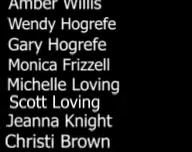 Amber Willis
Wendy Hogrefe
Gary Hogrefe
Monica Frizzell
Michelle Loving
Scott Loving
Jeanna Knight
Christi Brown